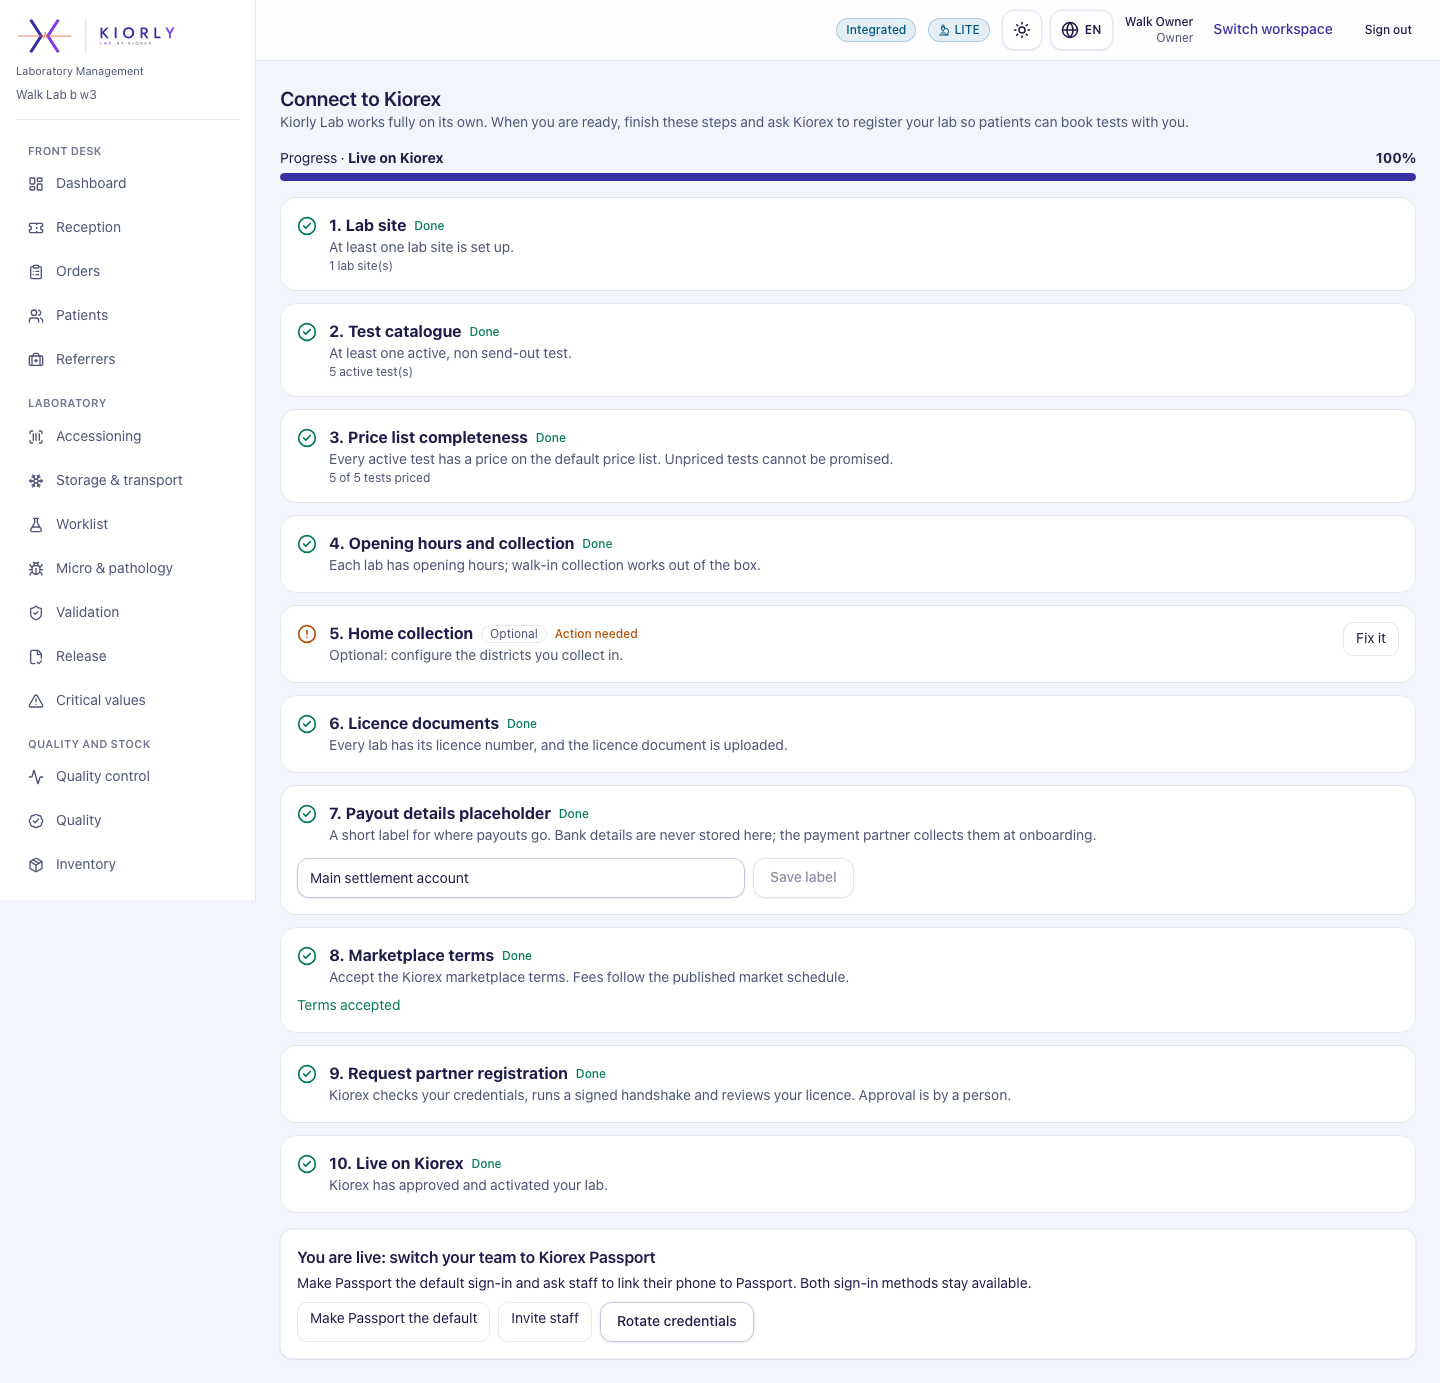 KIORLY
LAB BY KIOREX
Laboratory Management
Walk Lab b w3
FRONT DESK
Dashboard
Reception
Orders
Patients
Referrers
LABORATORY
Accessioning
Storage & transport
Worklist
Micro & pathology
Validation
Release
Critical values
QUALITY AND STOCK
Quality control
Quality
Inventory
Integrated
LITE
EN
Walk Owner
Owner
Switch workspace
Sign out
Connect to Kiorex
Kiorly Lab works fully on its own. When you are ready, finish these steps and ask Kiorex to register your lab so patients can book tests with you.
Progress · Live on Kiorex 100%
1. Lab site Done
At least one lab site is set up.
1 lab site(s)
2. Test catalogue Done
At least one active, non send-out test.
5 active test(s)
3. Price list completeness Done
Every active test has a price on the default price list. Unpriced tests cannot be promised.
5 of 5 tests priced
4. Opening hours and collection Done
Each lab has opening hours; walk-in collection works out of the box.
5. Home collection Optional Action needed
Optional: configure the districts you collect in.
Fix it
6. Licence documents Done
Every lab has its licence number, and the licence document is uploaded.
7. Payout details placeholder Done
A short label for where payouts go. Bank details are never stored here; the payment partner collects them at onboarding.
Main settlement account
Save label
8. Marketplace terms Done
Accept the Kiorex marketplace terms. Fees follow the published market schedule.
Terms accepted
9. Request partner registration Done
Kiorex checks your credentials, runs a signed handshake and reviews your licence. Approval is by a person.
10. Live on Kiorex Done
Kiorex has approved and activated your lab.
You are live: switch your team to Kiorex Passport
Make Passport the default sign-in and ask staff to link their phone to Passport. Both sign-in methods stay available.
Make Passport the default
Invite staff
Rotate credentials